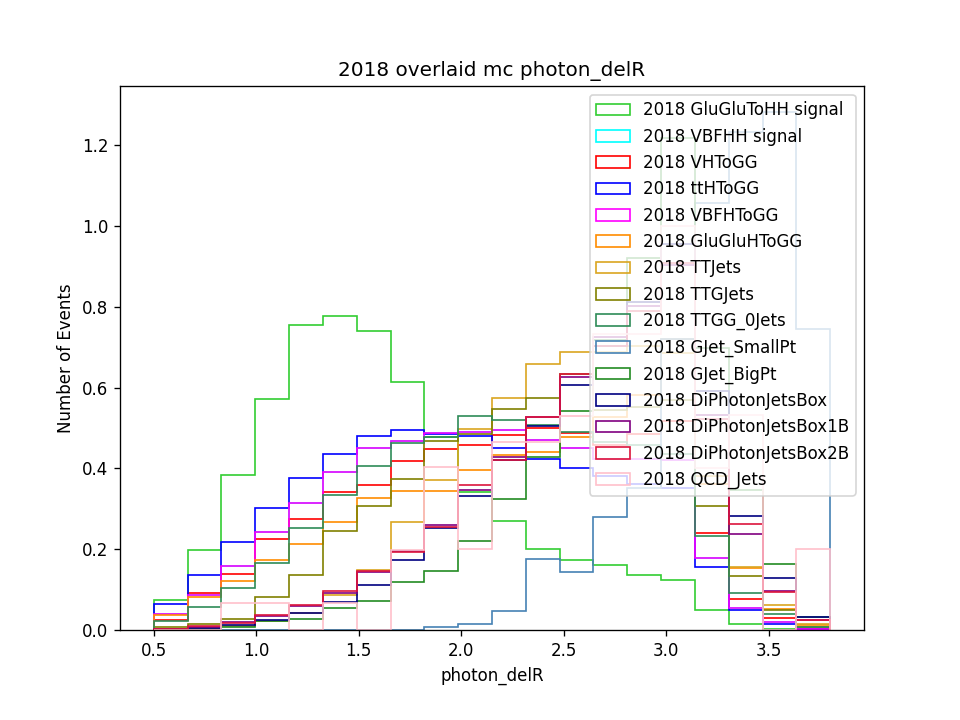 2018 overlaid mc photon_delR
Number of Events
1.2
1.0
0.8
0.6
0.4
0.2
0.0
0.5
1.0
1.5
2.0
2.5
3.0
3.5
photon_delR
2018 GluGluToHH signal
2018 VBFHH signal
2018 VHToGG
2018 ttHToGG
2018 VBFHToGG
2018 GluGluHToGG
2018 TTJets
2018 TTGJets
2018 TTGG_0Jets
2018 GJet_SmallPt
2018 GJet_BigPt
2018 DiPhotonJetsBox
2018 DiPhotonJetsBox1B
2018 DiPhotonJetsBox2B
2018 QCD_Jets